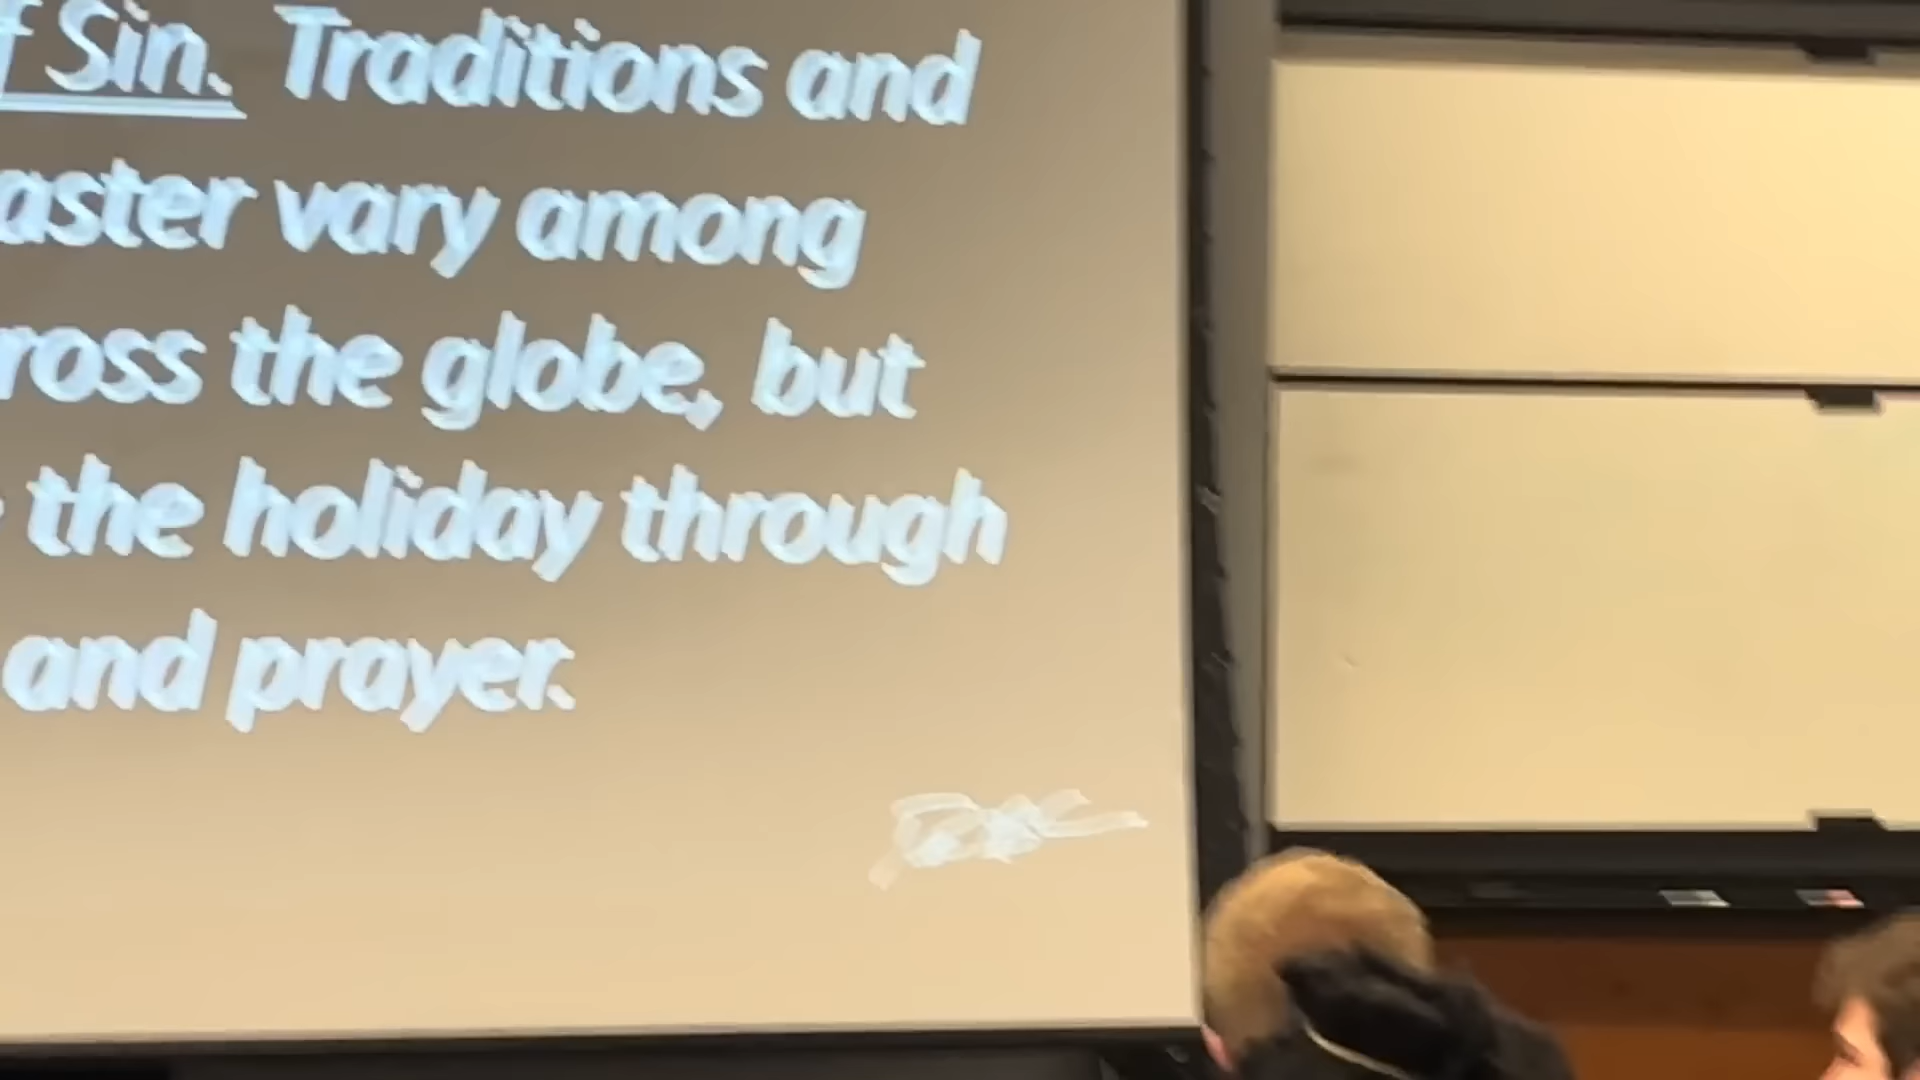 Sin. Traditions and
aster vary among
ross the globe, but
the holiday through
and prayer.